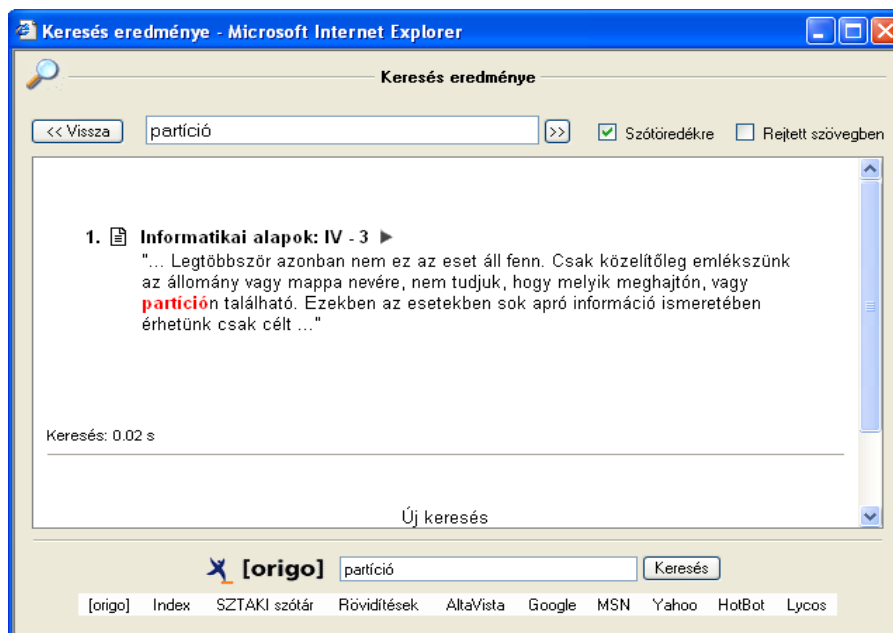 Keresés eredménye - Microsoft Internet Explorer
Keresés eredménye
<< Vissza partíció >> Szótöredékre Rejtett szövegben
1. Informatikai alapok: IV - 3
"... Legtöbbször azonban nem ez az eset áll fenn. Csak közelítőleg emlékszünk
az állomány vagy mappa nevére, nem tudjuk, hogy melyik meghajtón, vagy
partíción található. Ezekben az esetekben sok apró információ ismeretében
érhetünk csak célt ..."
Keresés: 0.02 s
Új keresés
[origo] partíció Keresés
[origo] Index SZTAKI szótár Rövidítések AltaVista Google MSN Yahoo HotBot Lycos